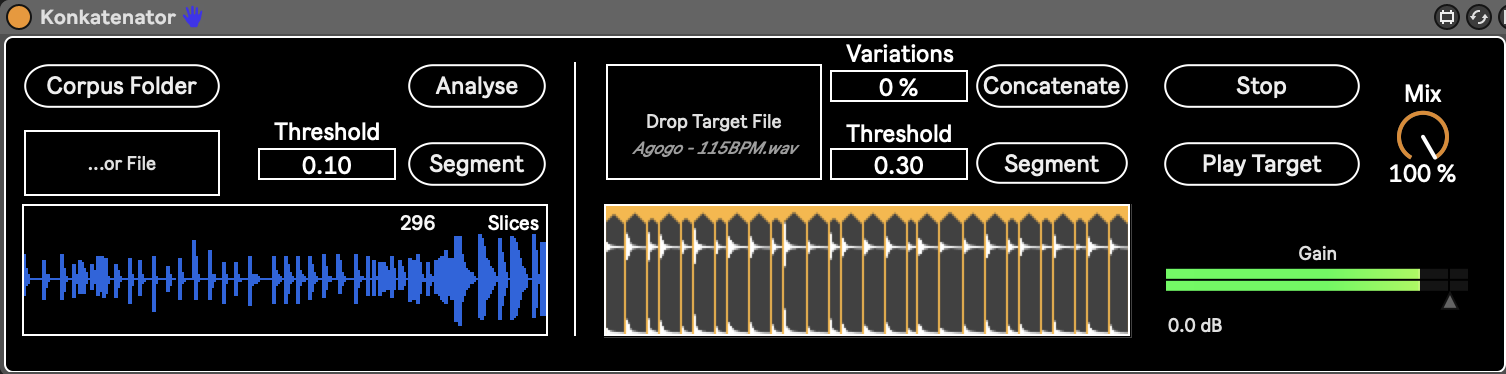 Konkatenator
Corpus Folder
Analyse
...or File
Threshold
0.10
Segment
296 Slices
Drop Target File
Agogo - 115BPM.wav
Variations
0 %
Concatenate
Threshold
0.30
Segment
Stop
Play Target
Mix
100 %
Gain
0.0 dB